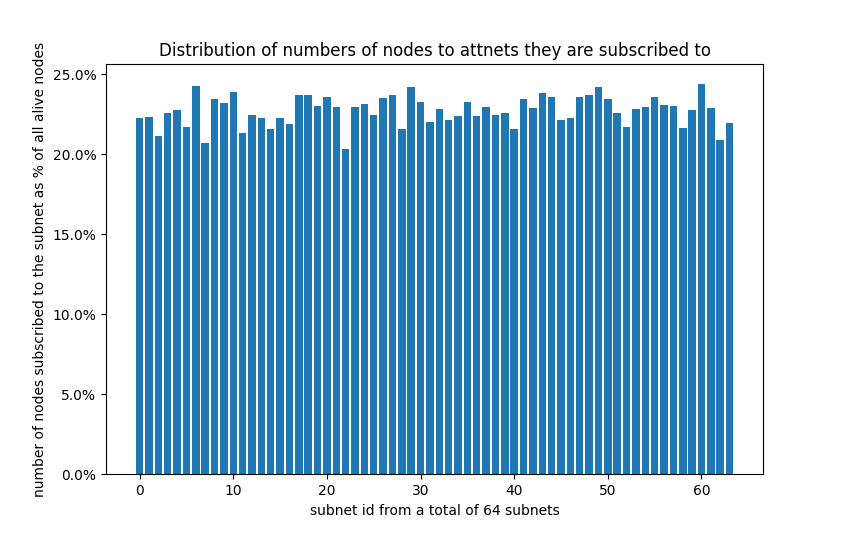 Distribution of numbers of nodes to attnets they are subscribed to
number of nodes subscribed to the subnet as % of all alive nodes
25.0%
20.0%
15.0%
10.0%
5.0%
0.0%
0 10 20 30 40 50 60
subnet id from a total of 64 subnets